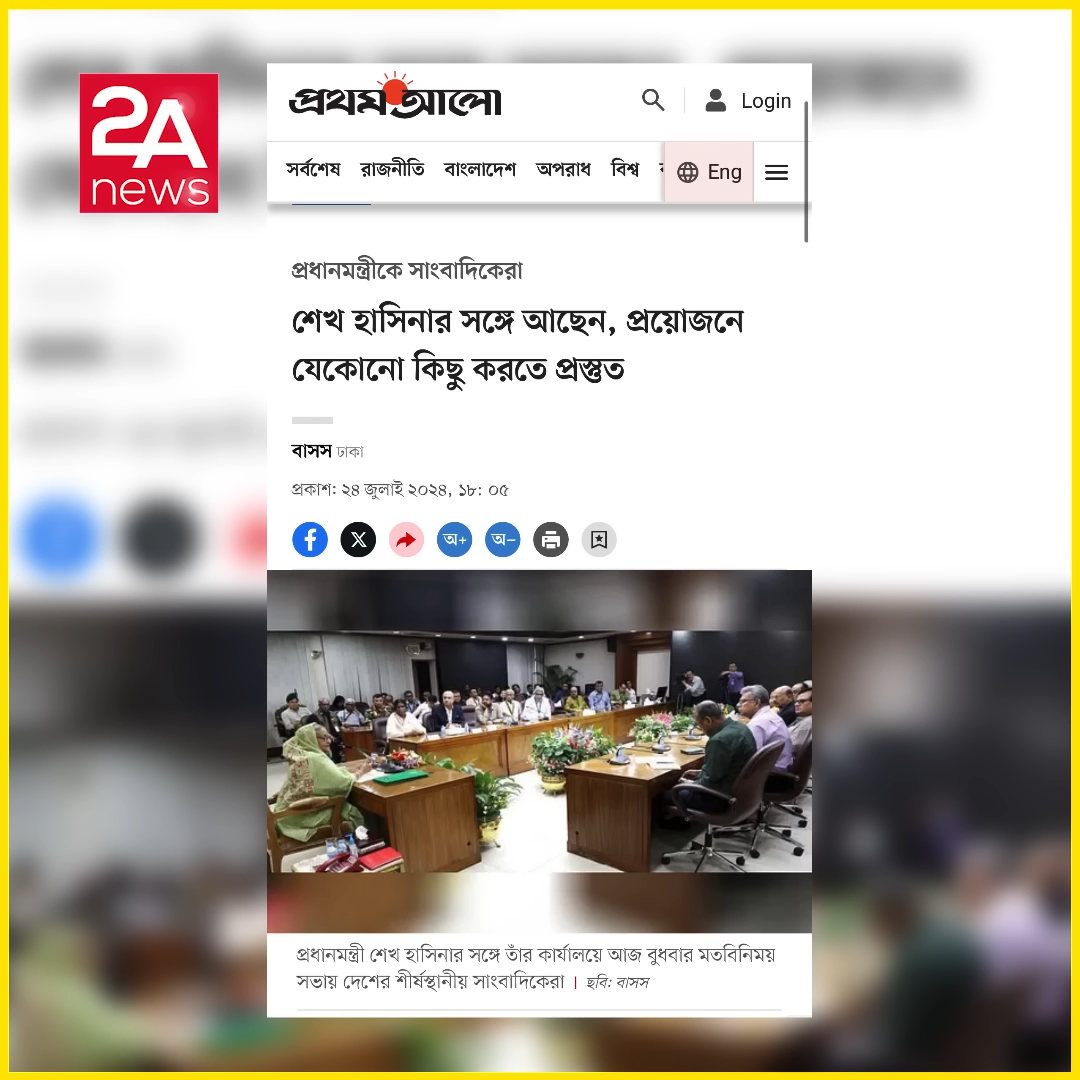 2A
news
প্রথম আলো
Login
সর্বশেষ রাজনীতি বাংলাদেশ অপরাধ বিশ্ব
Eng
প্রধানমন্ত্রীকে সাংবাদিকেরা
শেখ হাসিনার সঙ্গে আছেন, প্রয়োজনে
যেকোনো কিছু করতে প্রস্তুত
বাসস ঢাকা
প্রকাশ: ২৪ জুলাই ২০২৪, ১৮: ০৫
অ+ অ−
প্রধানমন্ত্রী শেখ হাসিনার সঙ্গে তাঁর কার্যালয়ে আজ বুধবার মতবিনিময়
সভায় দেশের শীর্ষস্থানীয় সাংবাদিকেরা | ছবি: বাসস